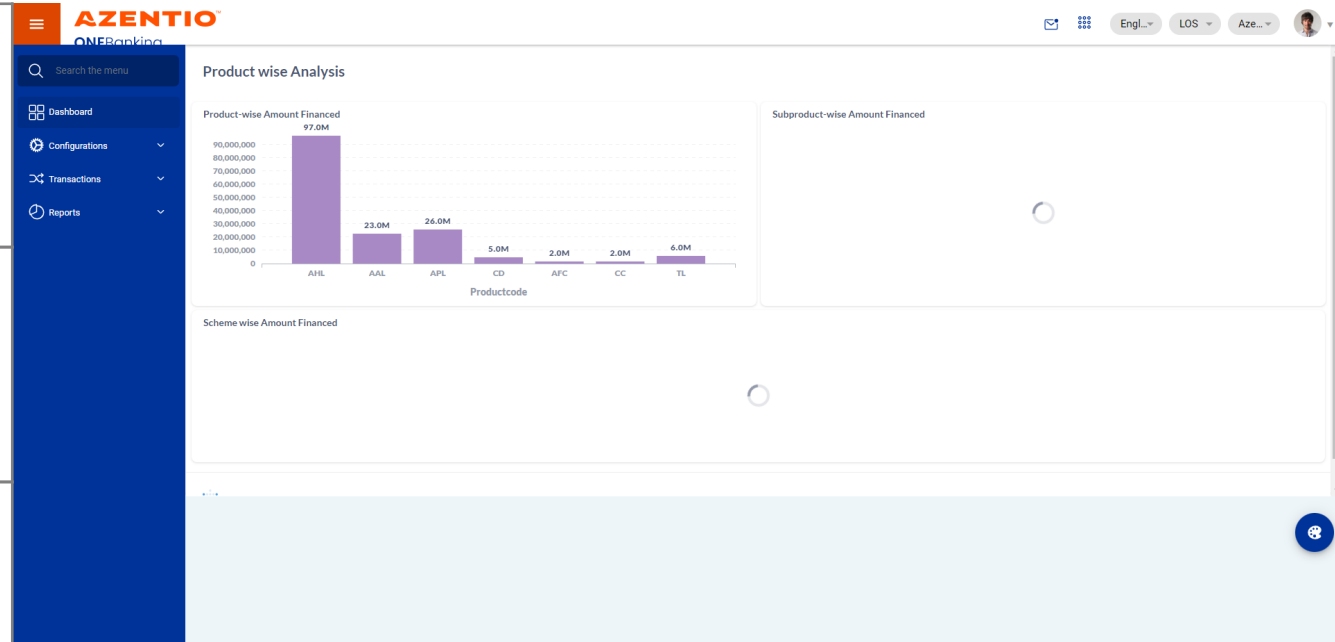 AZENTIO™
ONEBanking
Engl...
LOS
Aze...
Search the menu
Dashboard
Configurations
Transactions
Reports
Product wise Analysis
Product-wise Amount Financed
97.0M
90,000,000
80,000,000
70,000,000
60,000,000
50,000,000
40,000,000
30,000,000
20,000,000
10,000,000
0
23.0M
26.0M
5.0M
2.0M
2.0M
6.0M
AHL AAL APL CD AFC CC TL
Productcode
Subproduct-wise Amount Financed
Scheme wise Amount Financed